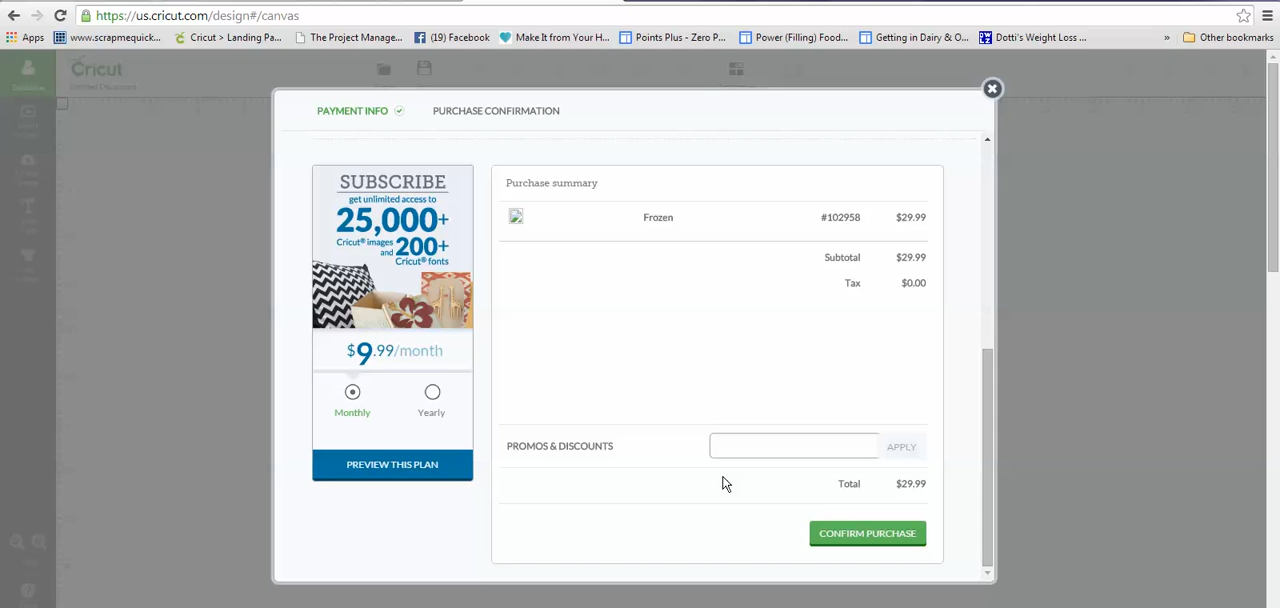 https://us.cricut.com/design#/canvas
Apps
www.scrapmequick...
Cricut > Landing Pa...
The Project Manage...
(19) Facebook
Make It from Your H...
Points Plus - Zero P...
Power (Filling) Food...
Getting in Dairy & O...
Dotti's Weight Loss ...
»
Other bookmarks
Cricut
PAYMENT INFO
PURCHASE CONFIRMATION
SUBSCRIBE
get unlimited access to
25,000+
Cricut® images
and 200+
Cricut® fonts
$9.99/month
Monthly
Yearly
PREVIEW THIS PLAN
Purchase summary
Frozen #102958 $29.99
Subtotal $29.99
Tax $0.00
PROMOS & DISCOUNTS
APPLY
Total $29.99
CONFIRM PURCHASE